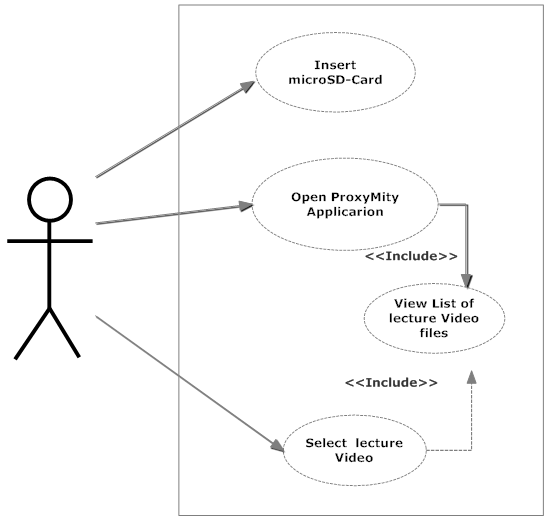 Insert
microSD-Card
Open ProxyMity
Applicarion
<<Include>>
View List of
lecture Video
files
<<Include>>
Select lecture
Video